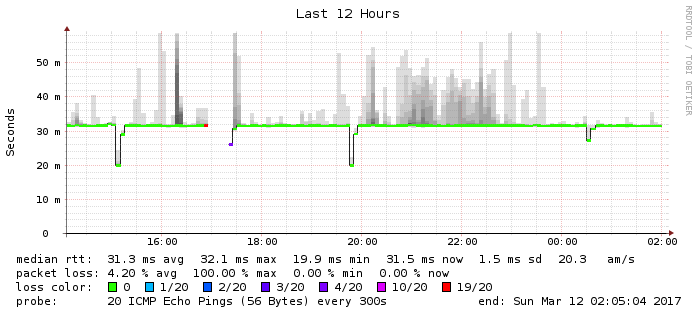 Last 12 Hours
RRDTOOL / TOBI OETIKER
Seconds
50 m
40 m
30 m
20 m
10 m
0
16:00 18:00 20:00 22:00 00:00 02:00
median rtt: 31.3 ms avg 32.1 ms max 19.9 ms min 31.5 ms now 1.5 ms sd 20.3 am/s
packet loss: 4.20 % avg 100.00 % max 0.00 % min 0.00 % now
loss color: 0 1/20 2/20 3/20 4/20 10/20 19/20
probe: 20 ICMP Echo Pings (56 Bytes) every 300s end: Sun Mar 12 02:05:04 2017